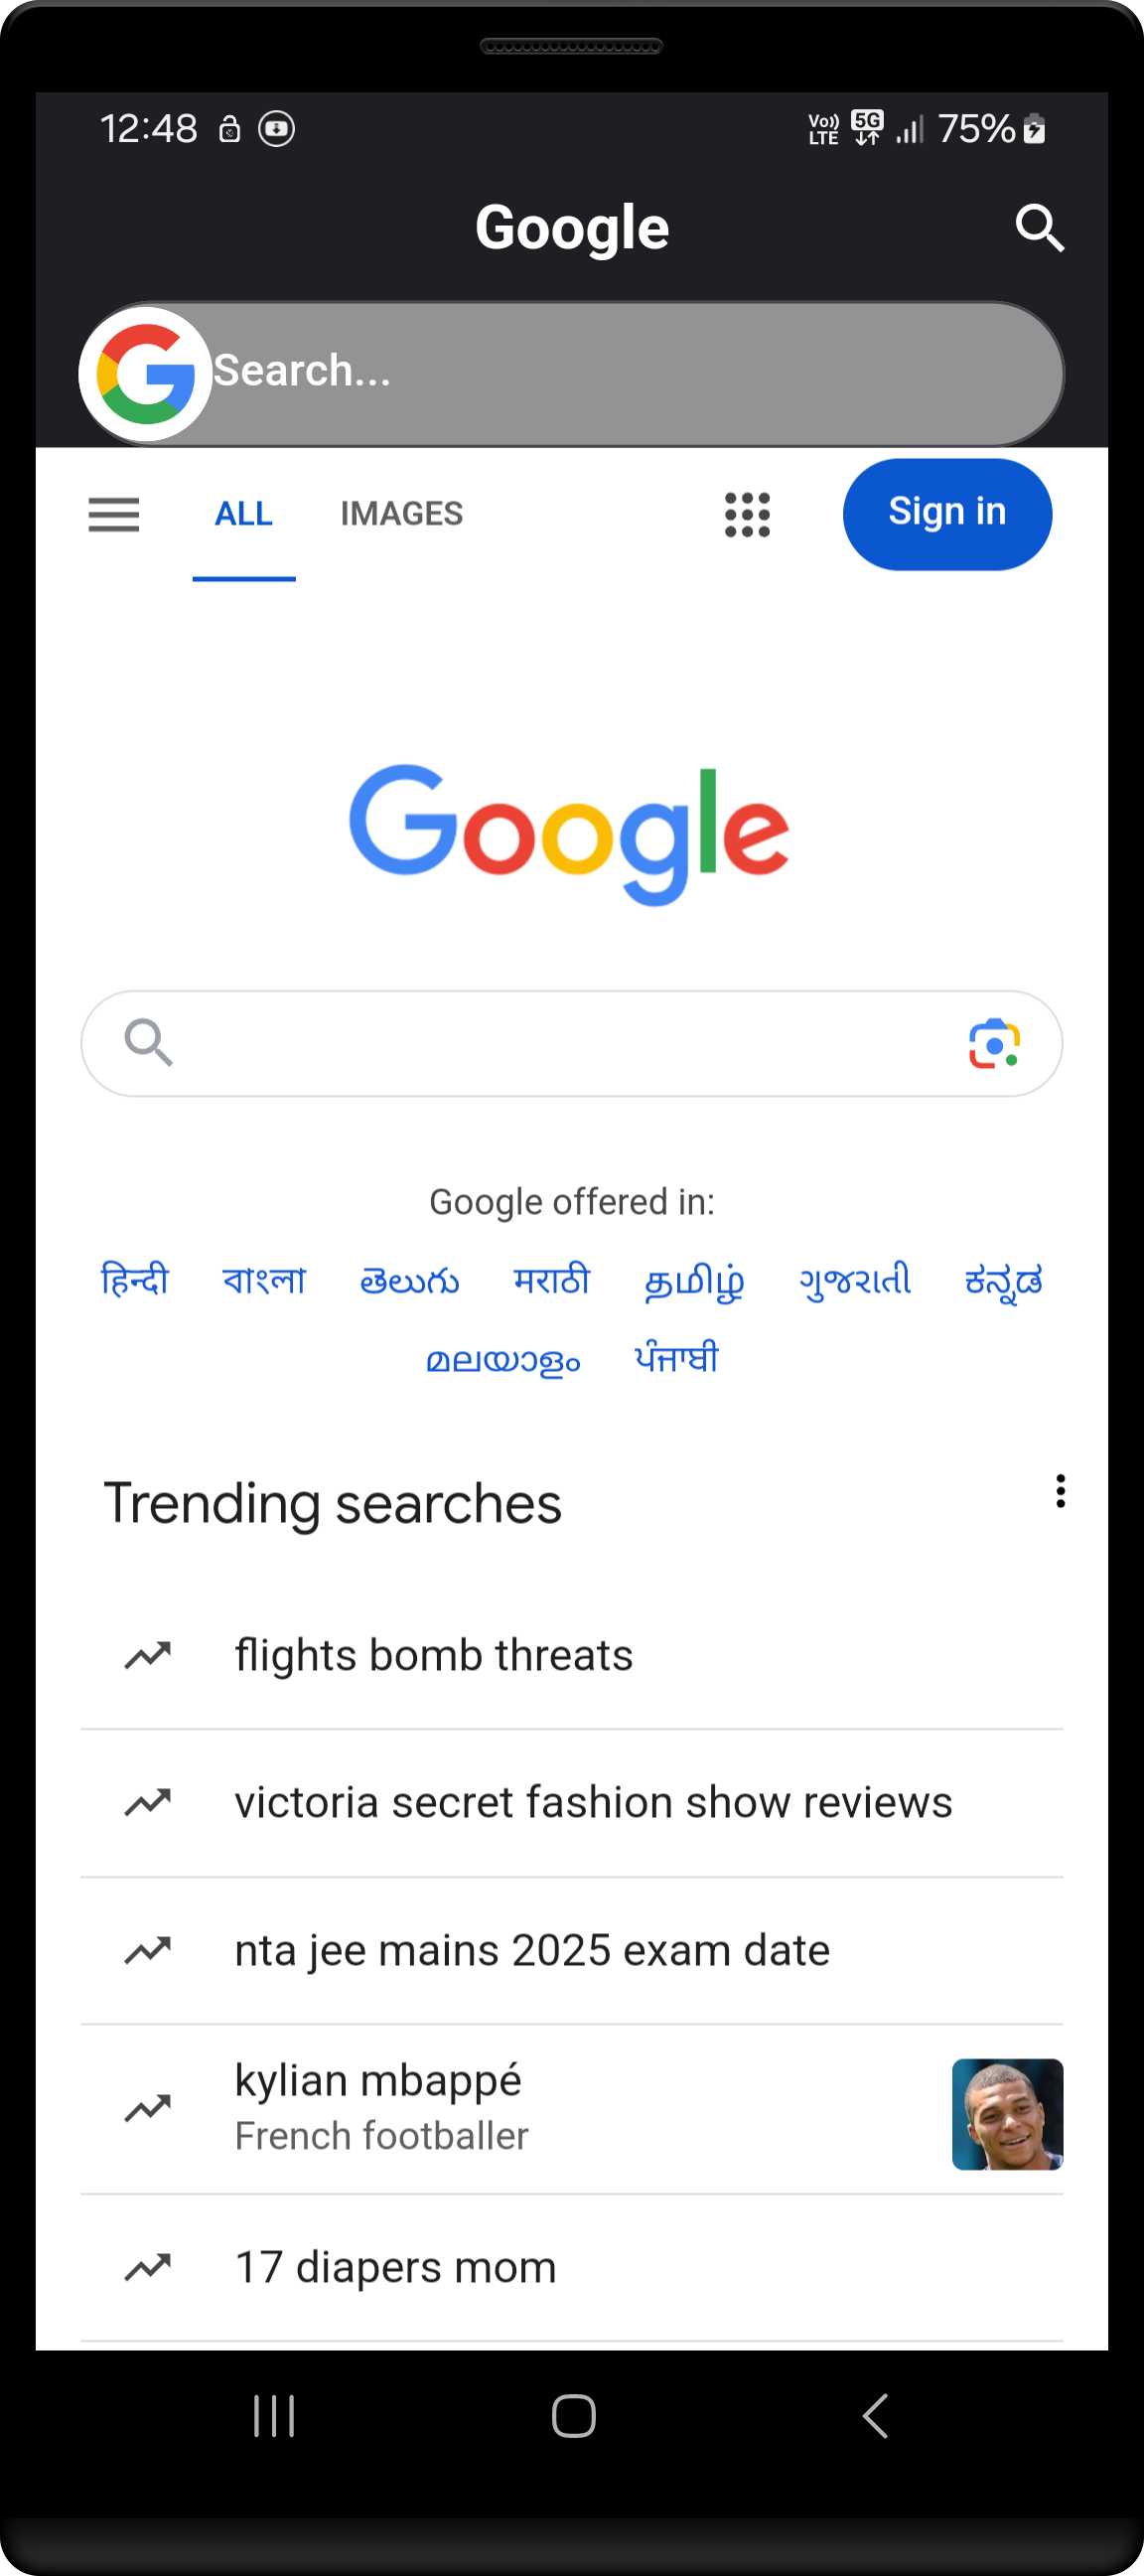 12:48 Vo)) LTE 5G 75%
Google
Search...
ALL IMAGES Sign in
Google
Google offered in:
हिन्दी বাংলা తెలుగు मराठी தமிழ் ગુજરાતી ಕನ್ನಡ
മലയാളം ਪੰਜਾਬੀ
Trending searches
flights bomb threats
victoria secret fashion show reviews
nta jee mains 2025 exam date
kylian mbappé
French footballer
17 diapers mom